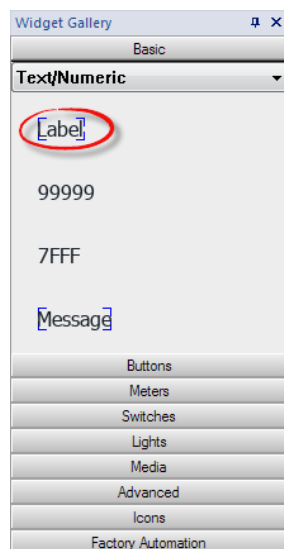 Widget Gallery
Basic
Text/Numeric
Label
99999
7FFF
Message
Buttons
Meters
Switches
Lights
Media
Advanced
Icons
Factory Automation